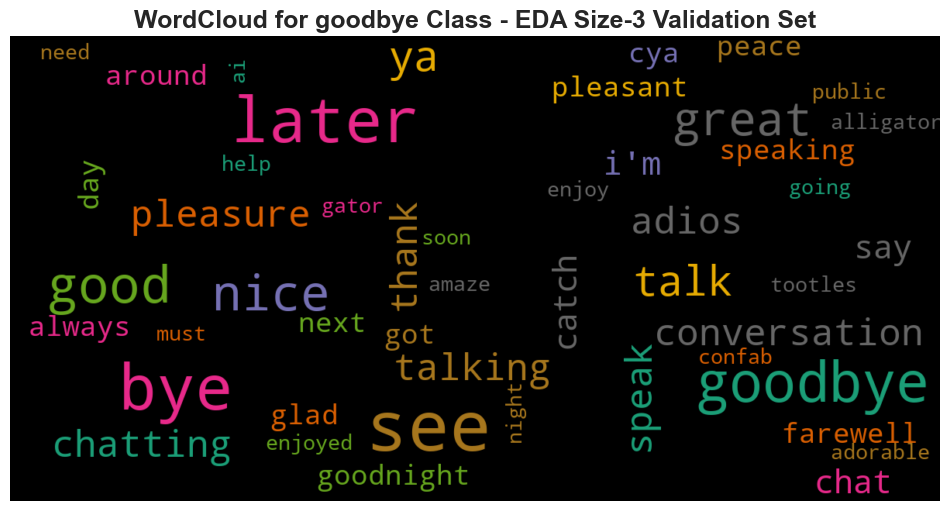 WordCloud for goodbye Class - EDA Size-3 Validation Set
need
around
ai
ya
cya
peace
pleasant
public
later
great
alligator
help
i'm
speaking
day
enjoy
going
pleasure
gator
thank
soon
adios
say
good
nice
amaze
catch
talk
tootles
always
must
next
got
conversation
talking
confab
bye
speak
goodbye
glad
see
night
chatting
enjoyed
farewell
adorable
goodnight
chat